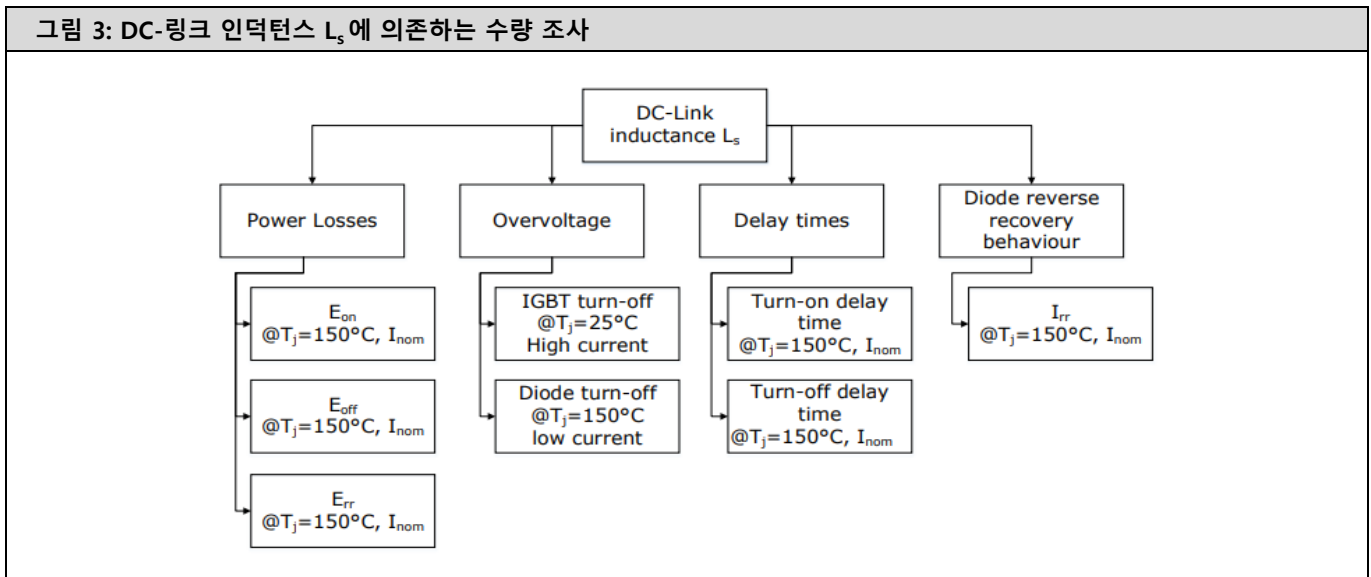 그림 3: DC-링크 인덕턴스 Ls에 의존하는 수량 조사
DC-Link
inductance Ls
Power Losses
Eon
@Tj=150°C, Inom
Eoff
@Tj=150°C, Inom
Err
@Tj=150°C, Inom
Overvoltage
IGBT turn-off
@Tj=25°C
High current
Diode turn-off
@Tj=150°C
low current
Delay times
Turn-on delay
time
@Tj=150°C, Inom
Turn-off delay
time
@Tj=150°C, Inom
Diode reverse
recovery
behaviour
Irr
@Tj=150°C, Inom